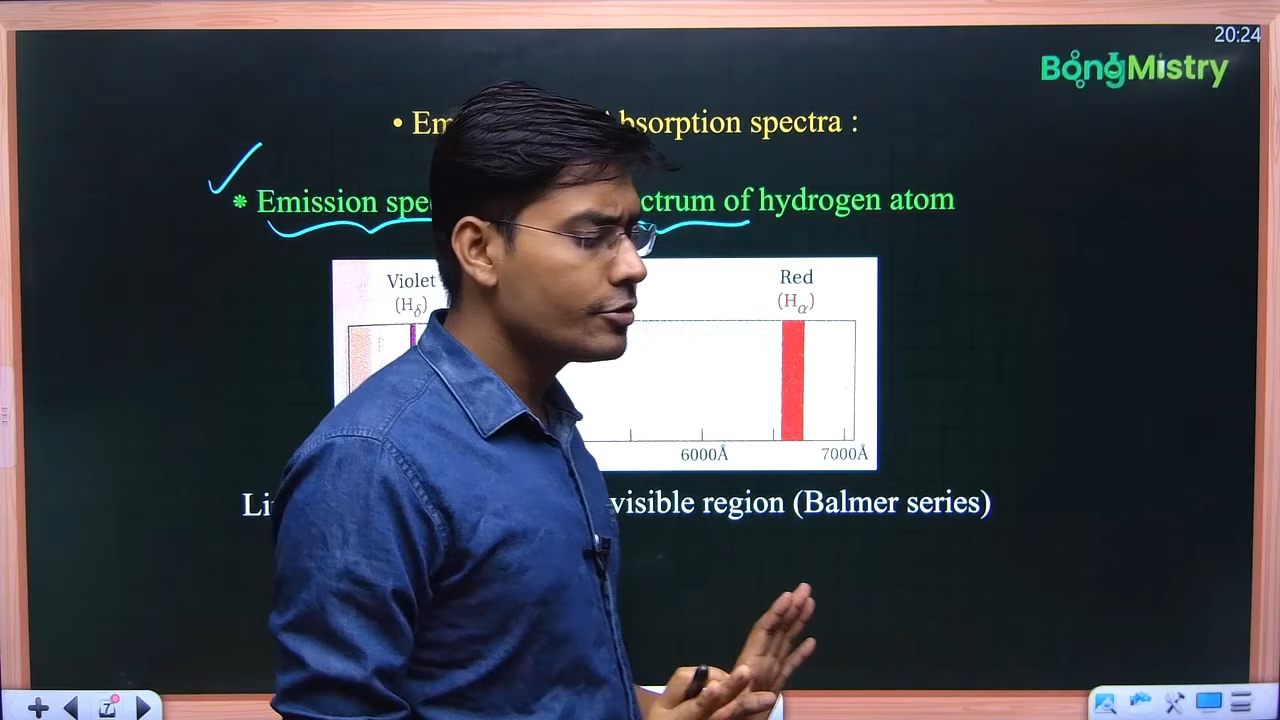 20:24
BongMistry
• Em bsorption spectra :
* Emission spe ctrum of hydrogen atom
Violet Red
(Hδ) (Hα)
6000Å 7000Å
Li visible region (Balmer series)
7